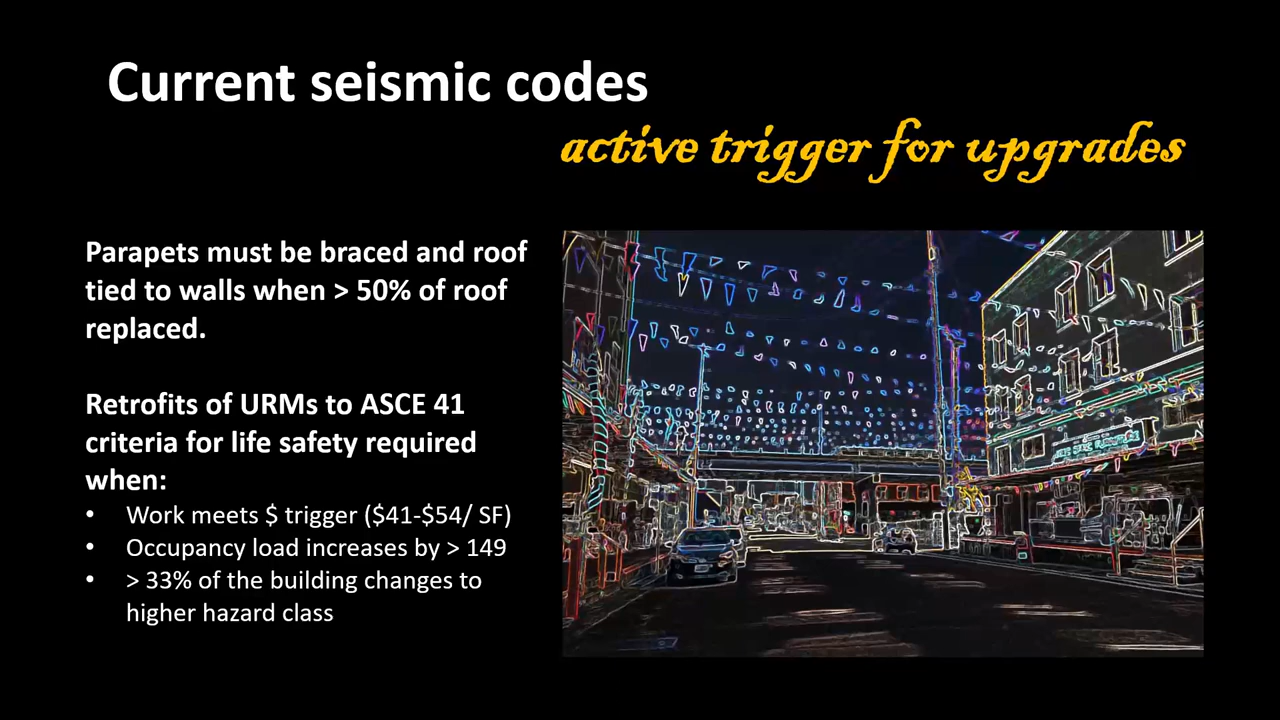 Current seismic codes
active trigger for upgrades
Parapets must be braced and roof
tied to walls when > 50% of roof
replaced.
Retrofits of URMs to ASCE 41
criteria for life safety required
when:
• Work meets $ trigger ($41-$54/ SF)
• Occupancy load increases by > 149
• > 33% of the building changes to
higher hazard class